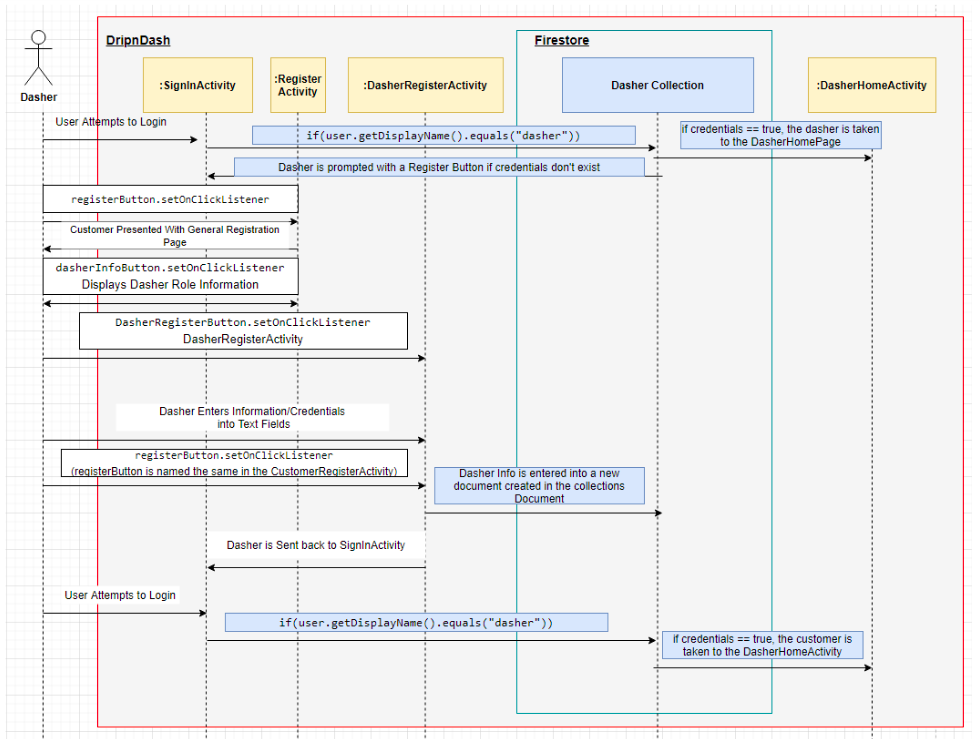 DripnDash
Firestore
Dasher
:SignInActivity
:Register
Activity
:DasherRegisterActivity
Dasher Collection
:DasherHomeActivity
User Attempts to Login
if(user.getDisplayName().equals("dasher"))
if credentials == true, the dasher is taken
to the DasherHomePage
Dasher is prompted with a Register Button if credentials don't exist
registerButton.setOnClickListener
Customer Presented With General Registration
Page
dasherInfoButton.setOnClickListener
Displays Dasher Role Information
DasherRegisterButton.setOnClickListener
DasherRegisterActivity
Dasher Enters Information/Credentials
into Text Fields
registerButton.setOnClickListener
(registerButton is named the same in the CustomerRegisterActivity)
Dasher Info is entered into a new
document created in the collections
Document
Dasher is Sent back to SignInActivity
User Attempts to Login
if(user.getDisplayName().equals("dasher"))
if credentials == true, the customer is
taken to the DasherHomeActivity